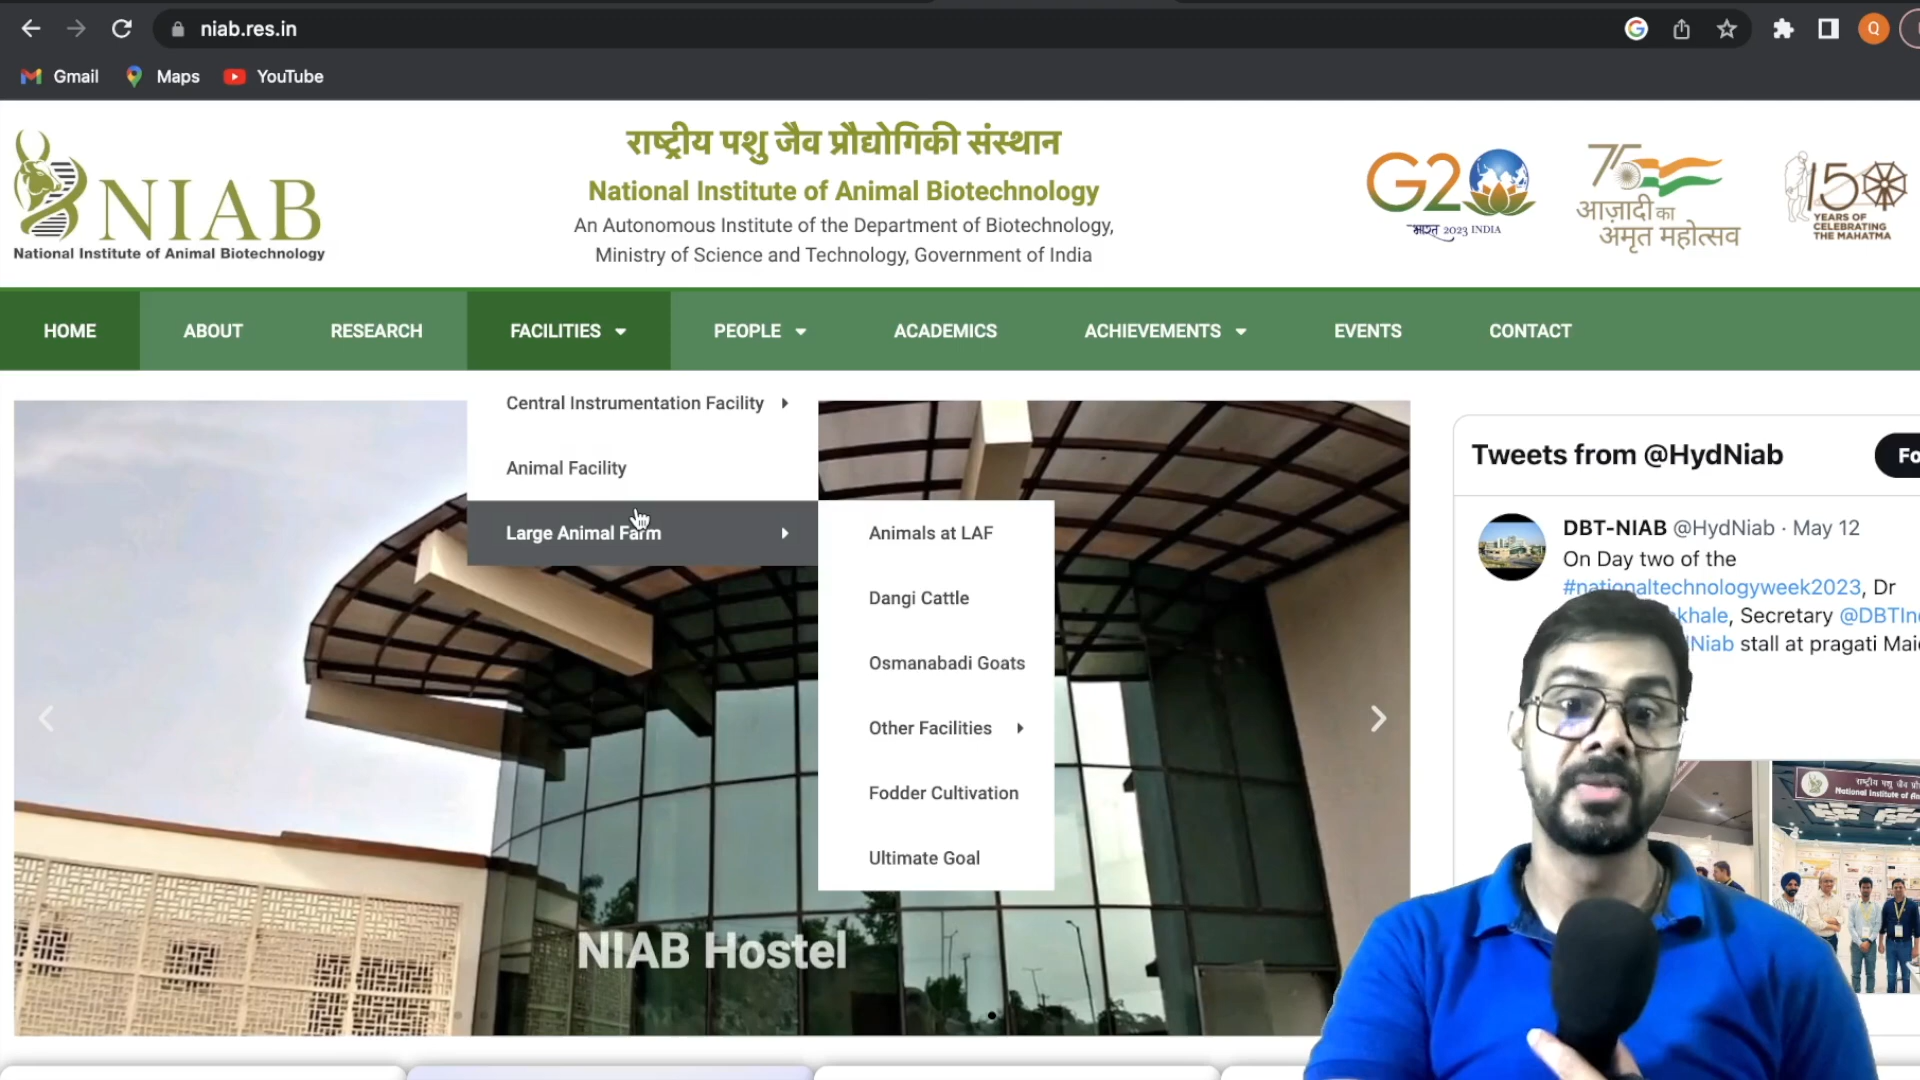 niab.res.in
Q
Gmail
Maps
YouTube
NIAB
National Institute of Animal Biotechnology
राष्ट्रीय पशु जैव प्रौद्योगिकी संस्थान
National Institute of Animal Biotechnology
An Autonomous Institute of the Department of Biotechnology,
Ministry of Science and Technology, Government of India
G20
भारत 2023 INDIA
75
आज़ादी का
अमृत महोत्सव
150
YEARS OF
CELEBRATING
THE MAHATMA
HOME
ABOUT
RESEARCH
FACILITIES
PEOPLE
ACADEMICS
ACHIEVEMENTS
EVENTS
CONTACT
Central Instrumentation Facility
Animal Facility
Large Animal Farm
Animals at LAF
Dangi Cattle
Osmanabadi Goats
Other Facilities
Fodder Cultivation
Ultimate Goal
NIAB Hostel
Tweets from @HydNiab
Fo
DBT-NIAB @HydNiab · May 12
On Day two of the
#nationaltechnologyweek2023, Dr
khale, Secretary @DBTInd
Niab stall at pragati Maid